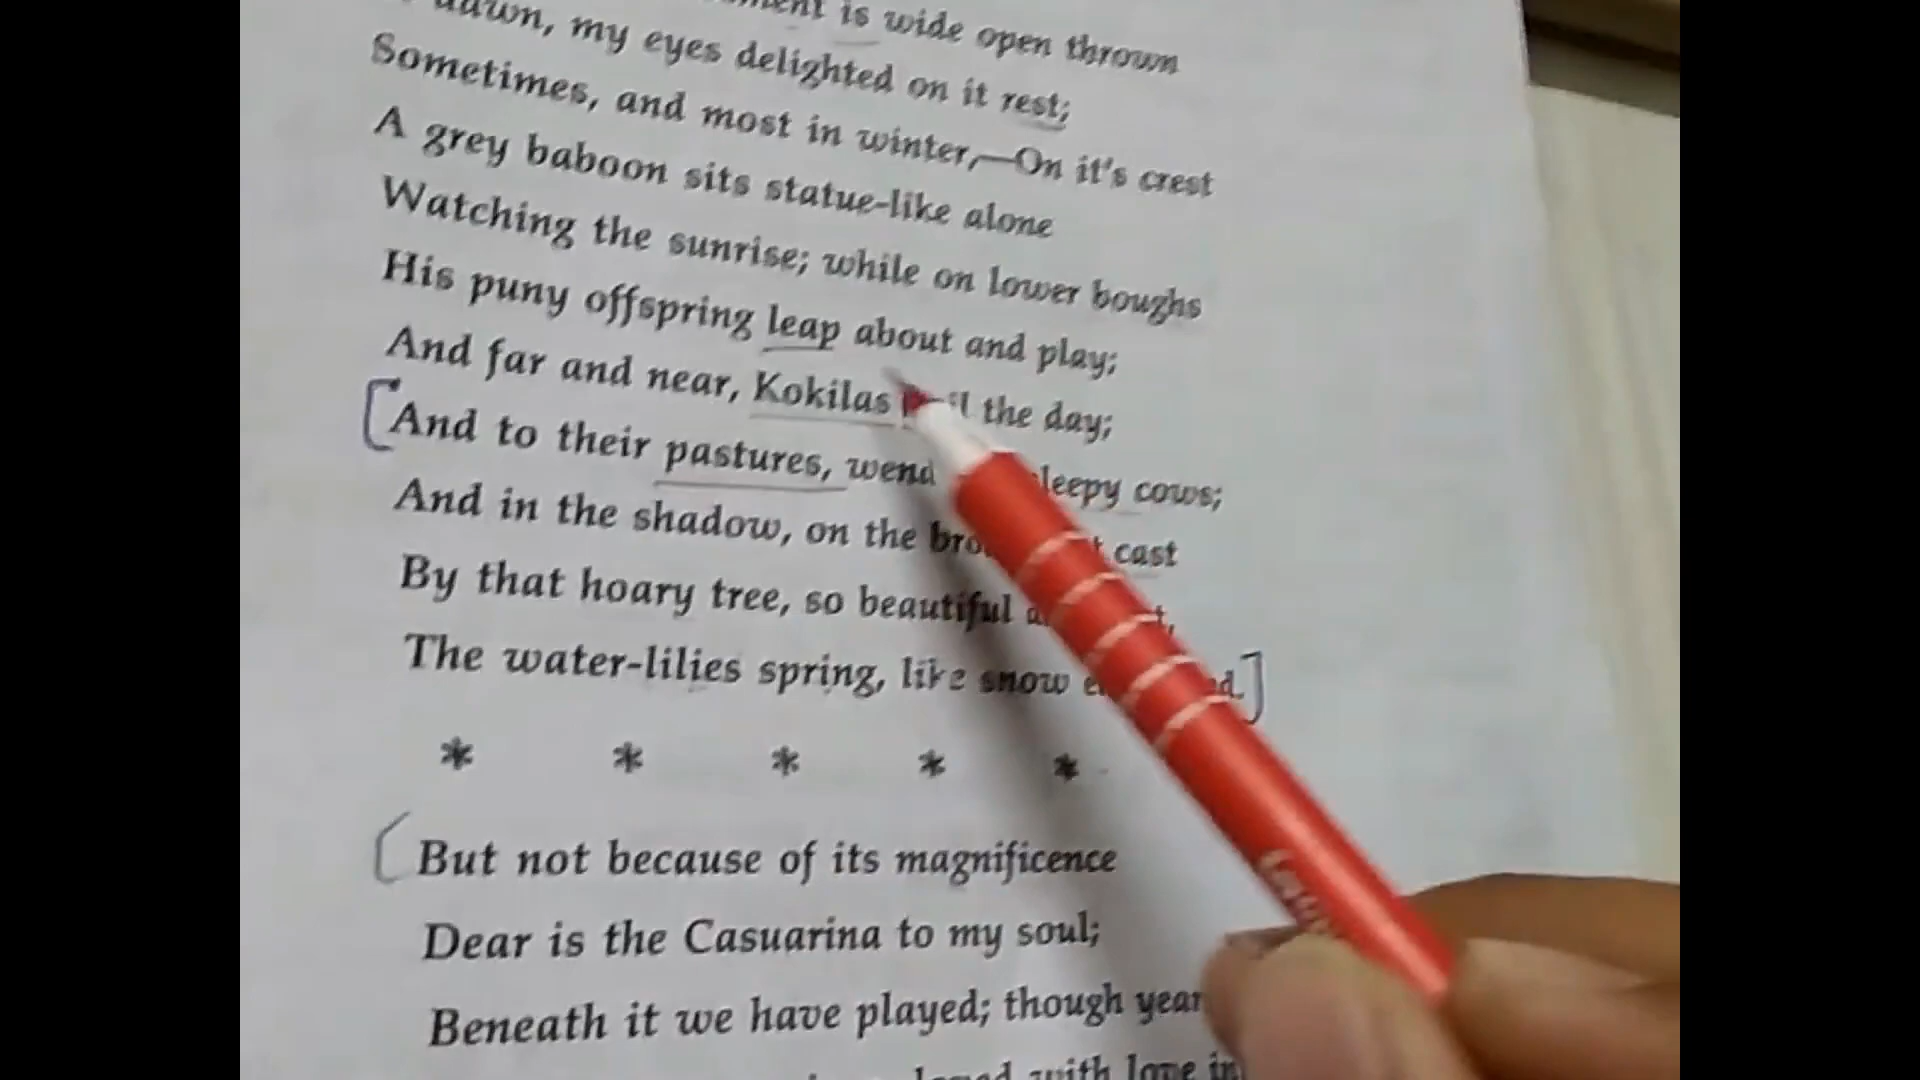 is wide open thrown
dawn, my eyes delighted on it rest;
Sometimes, and most in winter,—On it's crest
A grey baboon sits statue-like alone
Watching the sunrise; while on lower boughs
His puny offspring leap about and play;
And far and near, Kokilas the day;
And to their pastures, wend sleepy cows;
And in the shadow, on the cast
By that hoary tree, so beautiful
The water-lilies spring, like snow
* * * * *
But not because of its magnificence
Dear is the Casuarina to my soul;
Beneath it we have played; though year
with love in